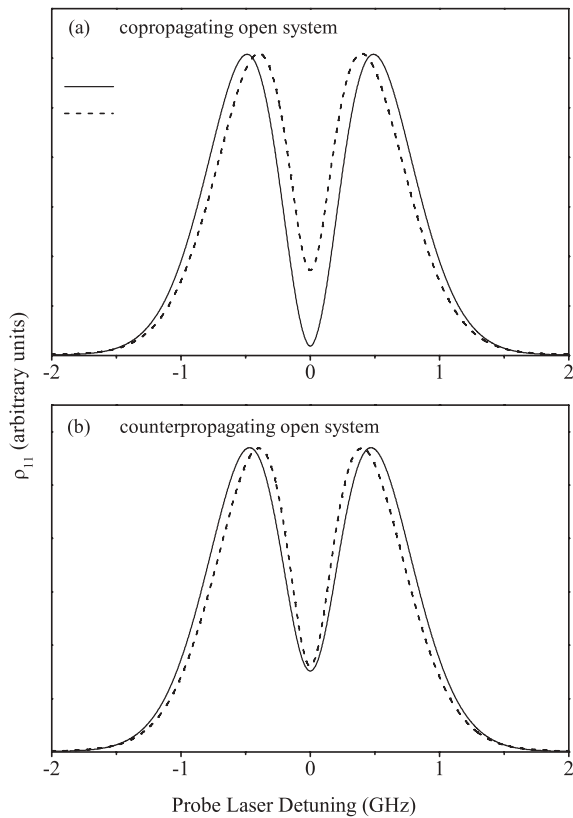 (a) copropagating open system
-2 -1 0 1 2
(b) counterpropagating open system
-2 -1 0 1 2
ρ₁₁ (arbitrary units)
Probe Laser Detuning (GHz)